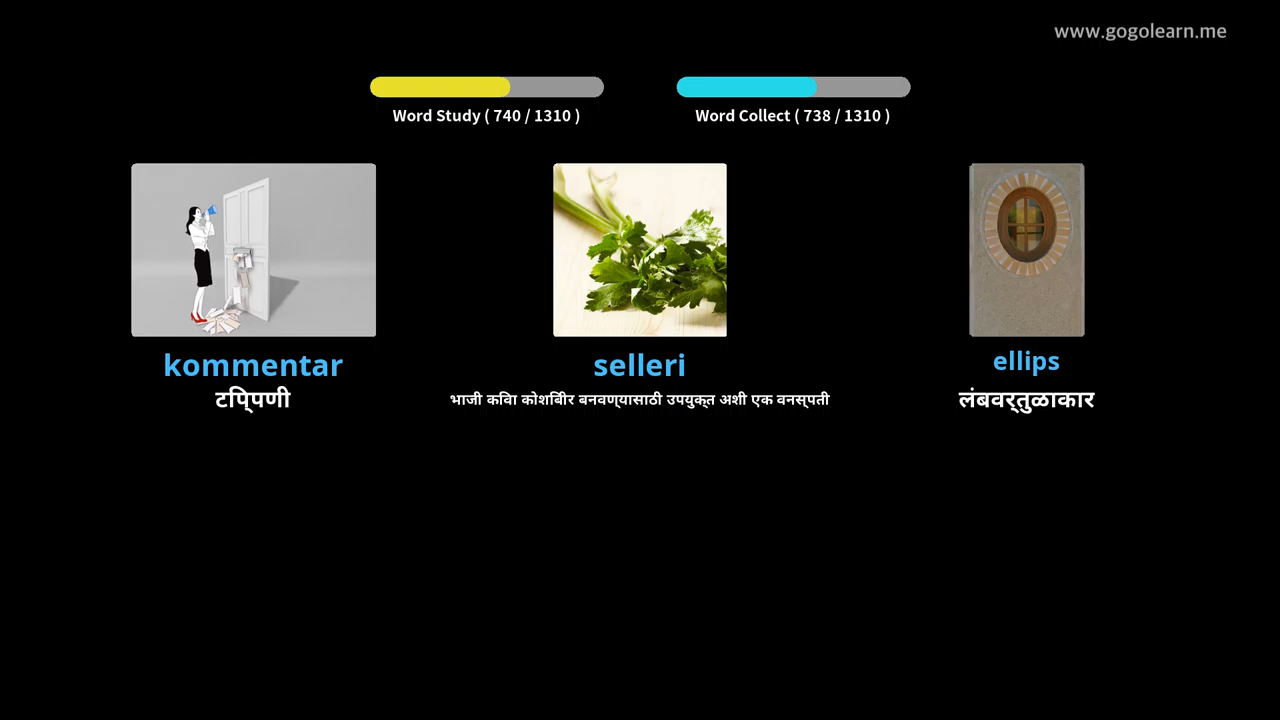 www.gogolearn.me
Word Study ( 740 / 1310 )
Word Collect ( 738 / 1310 )
kommentar
टिप्पणी
selleri
भाजी किंवा कोशिंबीर बनवण्यासाठी उपयुक्त अशी एक वनस्पती
ellips
लंबवर्तुळाकार